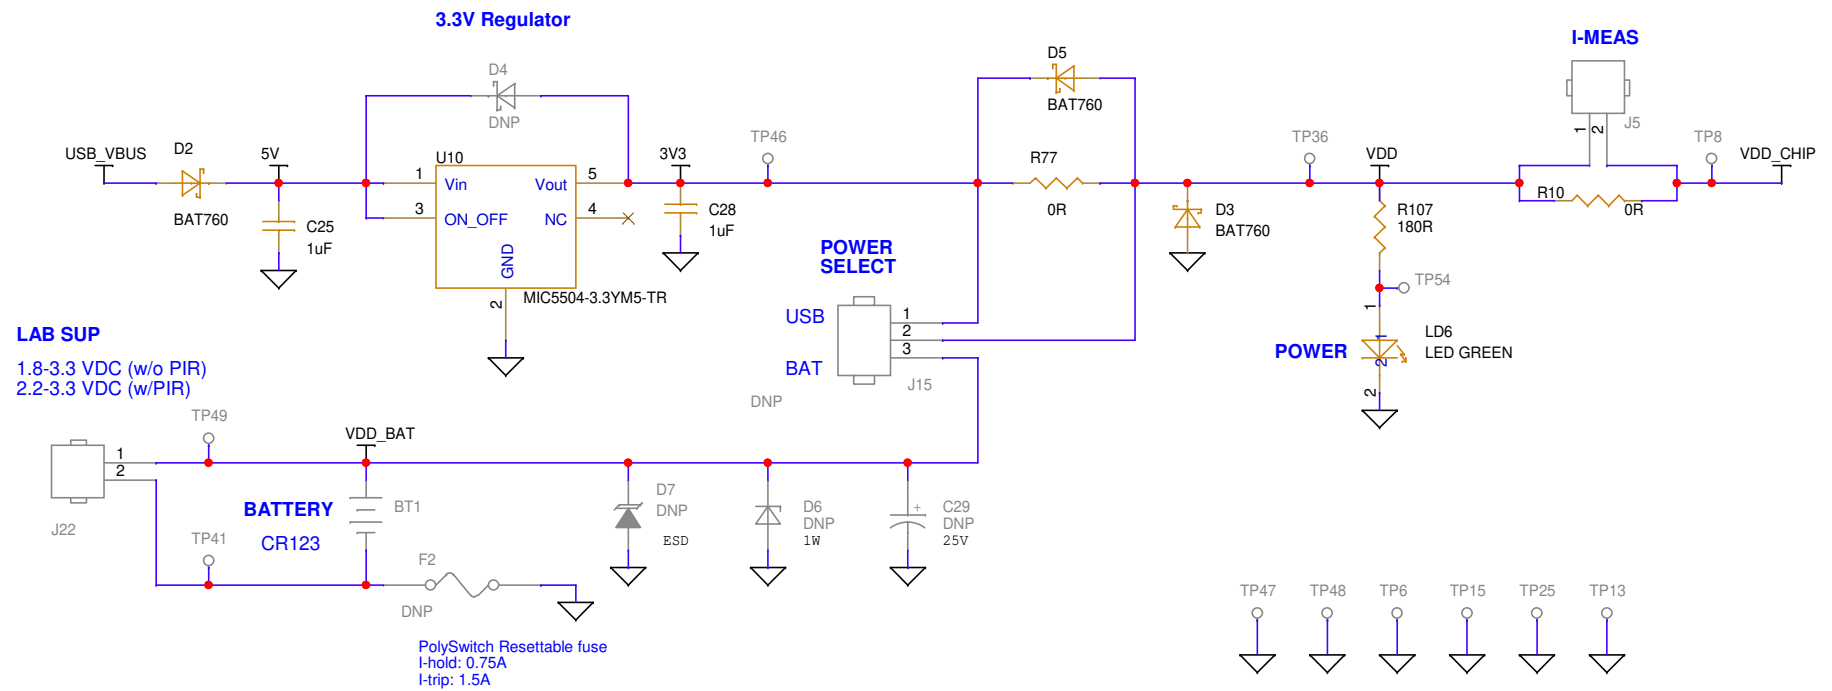 3.3V Regulator
I-MEAS
D5
BAT760
D4
DNP
J5
1
2
TP46
TP36
TP8
USB_VBUS
D2
BAT760
5V
U10
3V3
R77
0R
VDD
VDD_CHIP
1
Vin
Vout
5
3
ON_OFF
NC
4
GND
2
MIC5504-3.3YM5-TR
C25
1uF
C28
1uF
D3
BAT760
R107
180R
R10
0R
POWER
SELECT
USB
BAT
1
2
3
J15
DNP
TP54
1
1
2
2
POWER
LD6
LED GREEN
LAB SUP
1.8-3.3 VDC (w/o PIR)
2.2-3.3 VDC (w/PIR)
TP49
VDD_BAT
1
2
J22
BATTERY
CR123
BT1
TP41
F2
DNP
D7
DNP
ESD
D6
DNP
1W
C29
DNP
25V
+
PolySwitch Resettable fuse
I-hold: 0.75A
I-trip: 1.5A
TP47
TP48
TP6
TP15
TP25
TP13